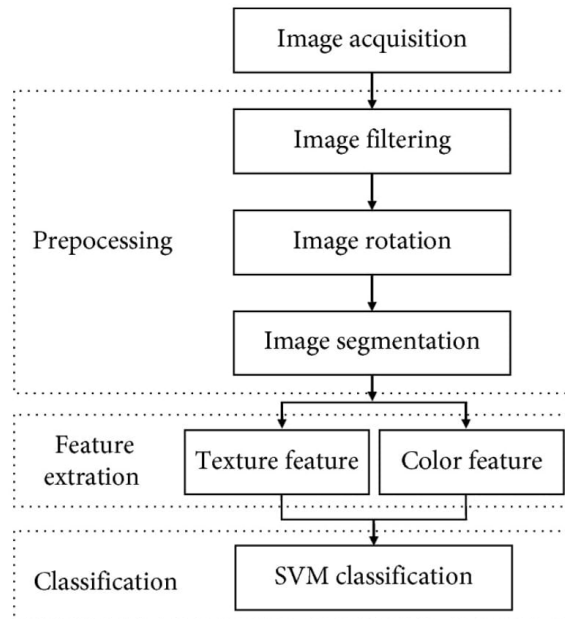 Image acquisition
Image filtering
Prepocessing
Image rotation
Image segmentation
Feature
extration
Texture feature
Color feature
Classification
SVM classification